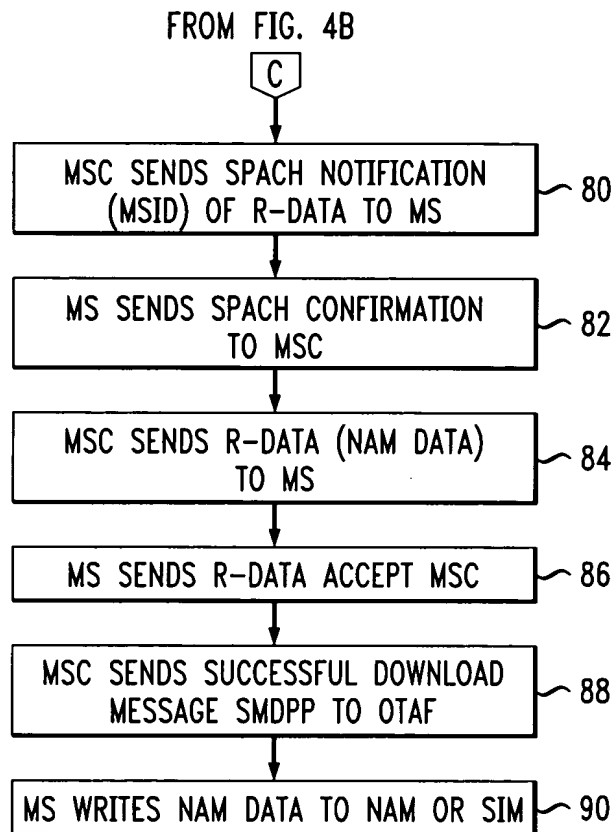 FROM FIG. 4B
C
MSC SENDS SPACH NOTIFICATION
(MSID) OF R-DATA TO MS
80
MS SENDS SPACH CONFIRMATION
TO MSC
82
MSC SENDS R-DATA (NAM DATA)
TO MS
84
MS SENDS R-DATA ACCEPT MSC
86
MSC SENDS SUCCESSFUL DOWNLOAD
MESSAGE SMDPP TO OTAF
88
MS WRITES NAM DATA TO NAM OR SIM
90